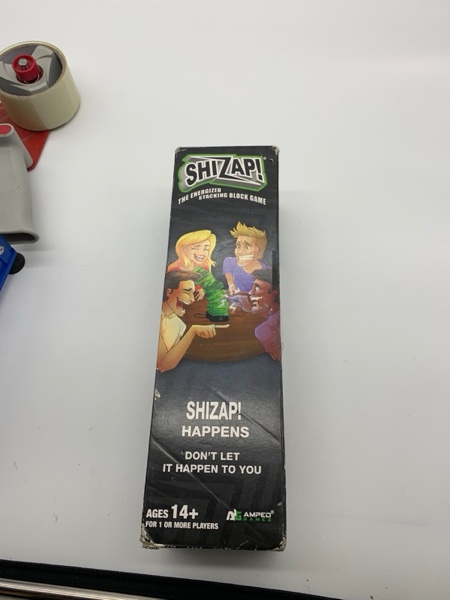 SHIZAP!
THE ENERGIZED
STACKING BLOCK GAME
SHIZAP!
HAPPENS
DON'T LET
IT HAPPEN TO YOU
AGES 14+
FOR 1 OR MORE PLAYERS
AG AMPED®
GAMES